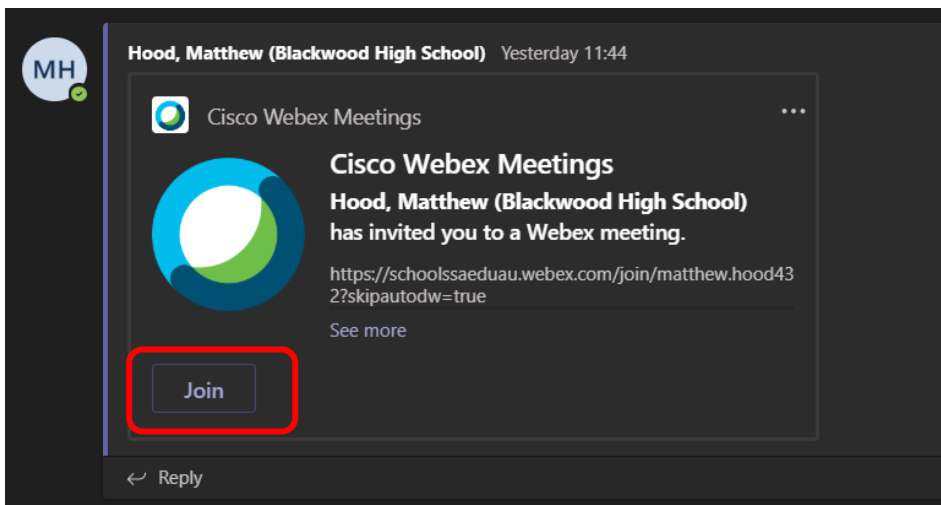 MH
Hood, Matthew (Blackwood High School) Yesterday 11:44
Cisco Webex Meetings
Cisco Webex Meetings
Hood, Matthew (Blackwood High School)
has invited you to a Webex meeting.
https://schoolssaeduau.webex.com/join/matthew.hood43
2?skipautodw=true
See more
Join
Reply